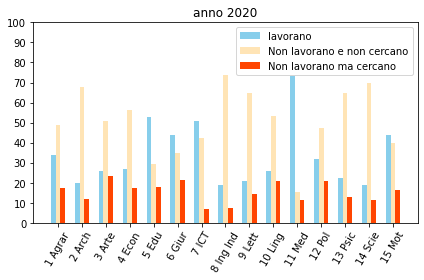 anno 2020
100
90
80
70
60
50
40
30
20
10
0
lavorano
Non lavorano e non cercano
Non lavorano ma cercano
1 Agrar
2 Arch
3 Arte
4 Econ
5 Edu
6 Giur
7 ICT
8 Ing Ind
9 Lett
10 Ling
11 Med
12 Pol
13 Psic
14 Scie
15 Mot